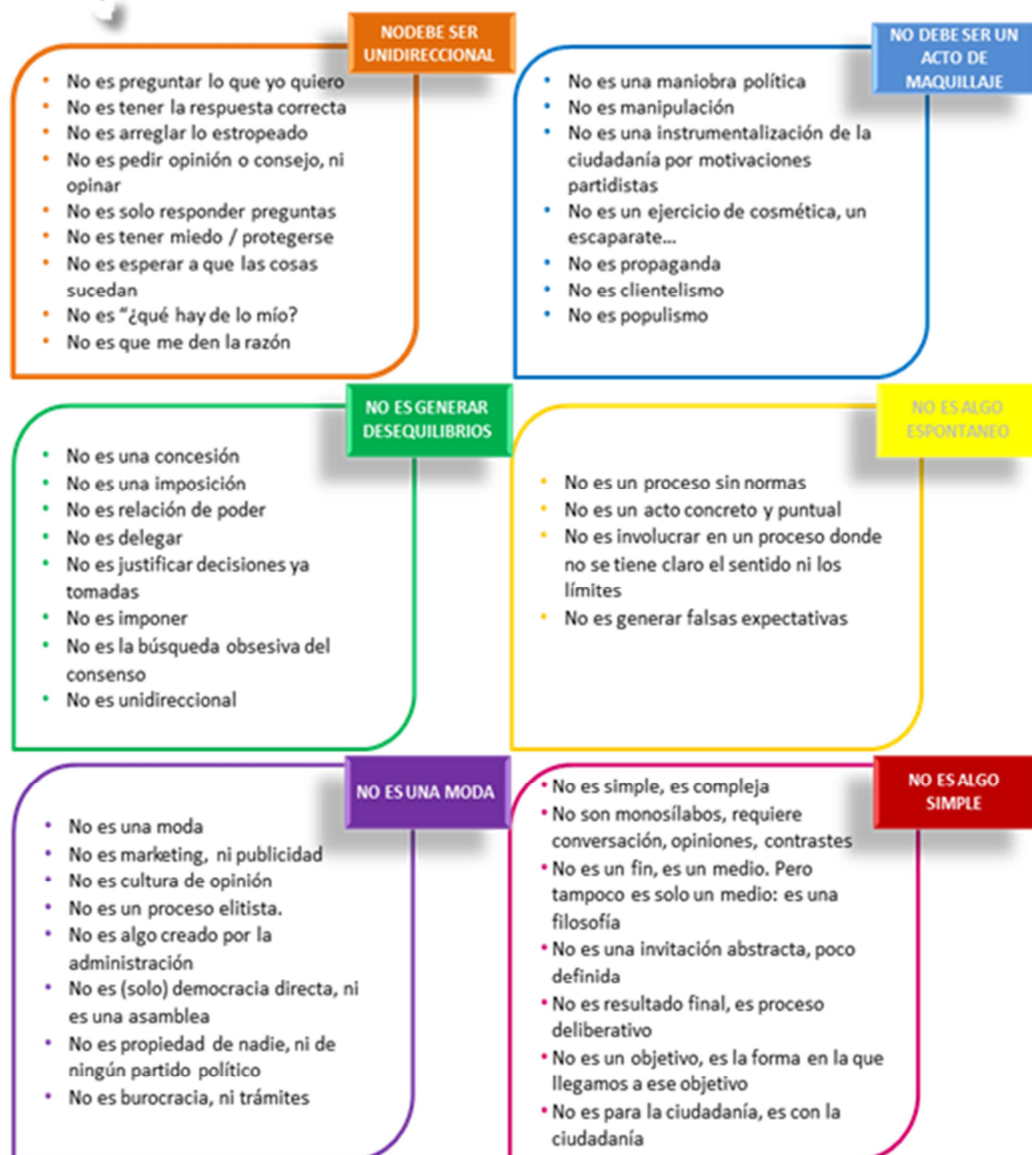 NODEBE SER
UNIDIRECCIONAL
• No es preguntar lo que yo quiero
• No es tener la respuesta correcta
• No es arreglar lo estropeado
• No es pedir opinión o consejo, ni
opinar
• No es solo responder preguntas
• No es tener miedo / protegerse
• No es esperar a que las cosas
sucedan
• No es “¿qué hay de lo mío?
• No es que me den la razón
NO DEBE SER UN
ACTO DE
MAQUILLAJE
• No es una maniobra política
• No es manipulación
• No es una instrumentalización de la
ciudadanía por motivaciones
partidistas
• No es un ejercicio de cosmética, un
escaparate...
• No es propaganda
• No es clientelismo
• No es populismo
NO ES GENERAR
DESEQUILIBRIOS
• No es una concesión
• No es una imposición
• No es relación de poder
• No es delegar
• No es justificar decisiones ya
tomadas
• No es imponer
• No es la búsqueda obsesiva del
consenso
• No es unidireccional
NO ES ALGO
ESPONTANEO
• No es un proceso sin normas
• No es un acto concreto y puntual
• No es involucrar en un proceso donde
no se tiene claro el sentido ni los
límites
• No es generar falsas expectativas
NO ES UNA MODA
• No es una moda
• No es marketing, ni publicidad
• No es cultura de opinión
• No es un proceso elitista.
• No es algo creado por la
administración
• No es (solo) democracia directa, ni
es una asamblea
• No es propiedad de nadie, ni de
ningún partido político
• No es burocracia, ni trámites
NO ES ALGO
SIMPLE
• No es simple, es compleja
• No son monosílabos, requiere
conversación, opiniones, contrastes
• No es un fin, es un medio. Pero
tampoco es solo un medio: es una
filosofía
• No es una invitación abstracta, poco
definida
• No es resultado final, es proceso
deliberativo
• No es un objetivo, es la forma en la que
llegamos a ese objetivo
• No es para la ciudadanía, es con la
ciudadanía